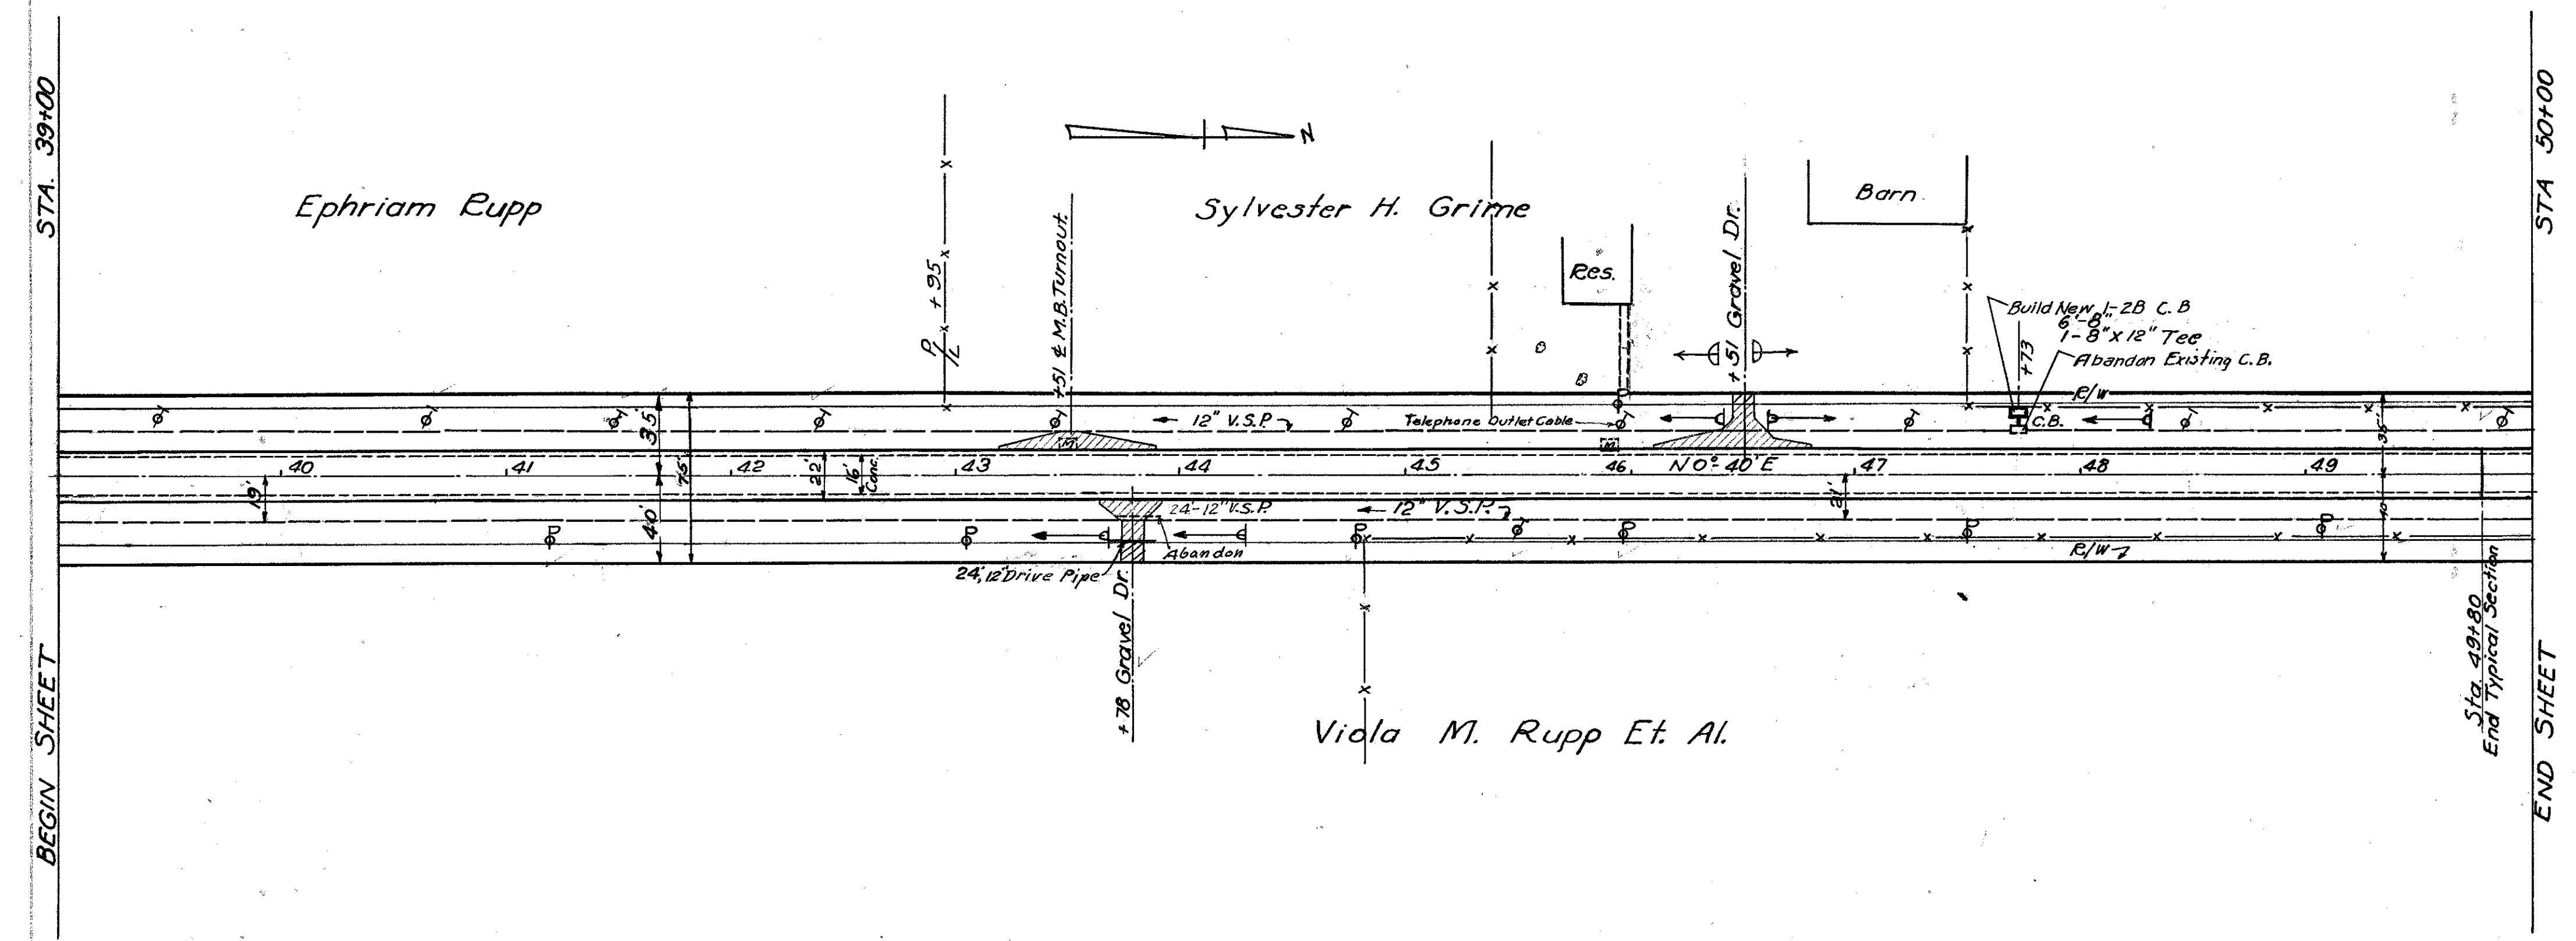 STA. 39+00
BEGIN SHEET
Ephriam Rupp
Sylvester H. Grime
N
Barn
Res.
P/L +95
+51 ℄ M.B. Turnout.
+51 Gravel Dr.
Build New 1-2B C.B
6'-8"
1-8" x 12" Tee
+73
Abandon Existing C.B.
R/W
C.B.
12" V.S.P.
Telephone Outlet Cable
M
M
35'
75'
40'
19'
22'
16' Conc.
40
41
42
43
44
45
46
N 0°-40' E
47
48
49
21'
35'
40'
24'-12" V.S.P.
12" V.S.P.
Abandon
24', 12" Drive Pipe
R/W
+78 Gravel Dr.
Viola M. Rupp Et. Al.
Sta. 49+80
End Typical Section
STA 50+00
END SHEET